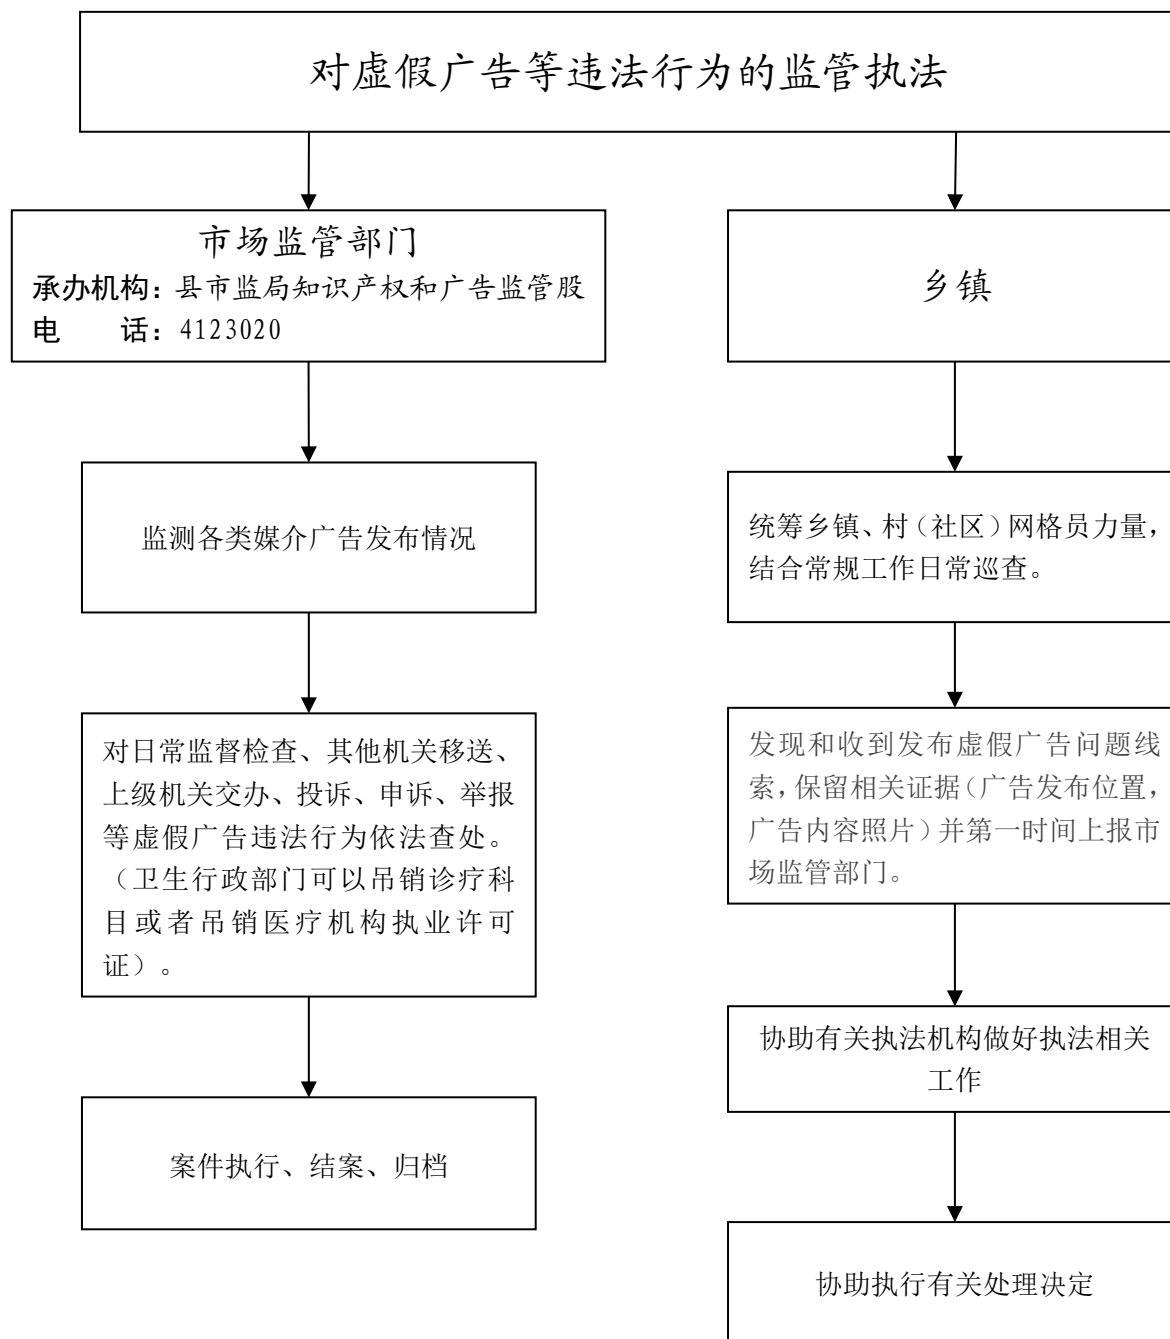 对虚假广告等违法行为的监管执法
市场监管部门
承办机构：县市监局知识产权和广告监管股
电　　话：4123020
监测各类媒介广告发布情况
对日常监督检查、其他机关移送、
上级机关交办、投诉、申诉、举报
等虚假广告违法行为依法查处。
（卫生行政部门可以吊销诊疗科
目或者吊销医疗机构执业许可
证）。
案件执行、结案、归档
乡镇
统筹乡镇、村（社区）网格员力量，
结合常规工作日常巡查。
发现和收到发布虚假广告问题线
索，保留相关证据（广告发布位置，
广告内容照片）并第一时间上报市
场监管部门。
协助有关执法机构做好执法相关
工作
协助执行有关处理决定